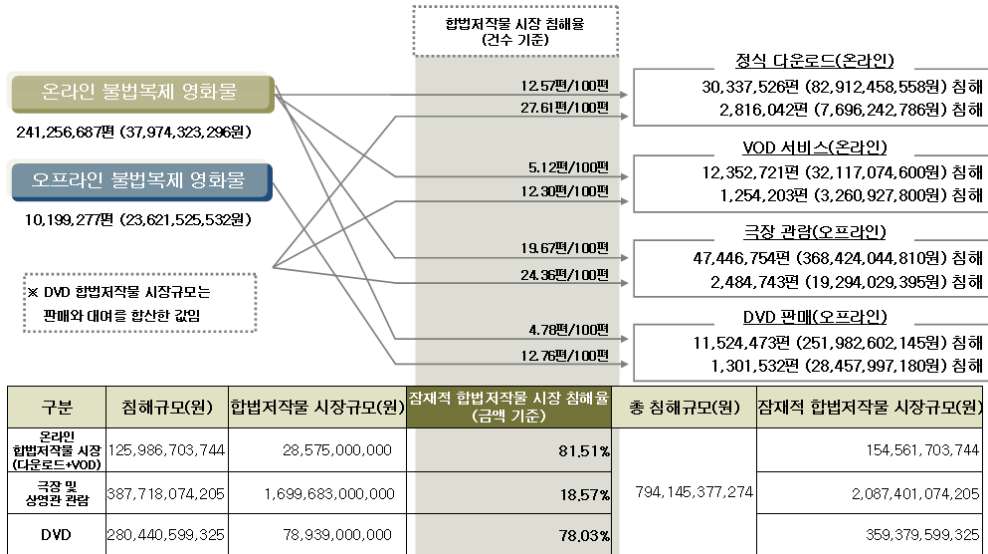 합법저작물 시장 침해율
(건수 기준)
온라인 불법복제 영화물
241,256,687편 (37,974,323,296원)
오프라인 불법복제 영화물
10,199,277편 (23,621,525,532원)
※ DVD 합법저작물 시장규모는
판매와 대여를 합산한 값임
12.57편/100편
27.61편/100편
5.12편/100편
12.30편/100편
19.67편/100편
24.36편/100편
4.78편/100편
12.76편/100편
정식 다운로드(온라인)
30,337,526편 (82,912,458,558원) 침해
2,816,042편 (7,696,242,786원) 침해
VOD 서비스(온라인)
12,352,721편 (32,117,074,600원) 침해
1,254,203편 (3,260,927,800원) 침해
극장 관람(오프라인)
47,446,754편 (368,424,044,810원) 침해
2,484,743편 (19,294,029,395원) 침해
DVD 판매(오프라인)
11,524,473편 (251,982,602,145원) 침해
1,301,532편 (28,457,997,180원) 침해
구분 침해규모(원) 합법저작물 시장규모(원) 잠재적 합법저작물 시장 침해율 (금액 기준) 총 침해규모(원) 잠재적 합법저작물 시장규모(원)
온라인
합법저작물 시장
(다운로드+VOD) 125,986,703,744 28,575,000,000 81.51% 154,561,703,744
극장 및
상영관 관람 387,718,074,205 1,699,683,000,000 18.57% 794,145,377,274 2,087,401,074,205
DVD 280,440,599,325 78,939,000,000 78.03% 359,379,599,325